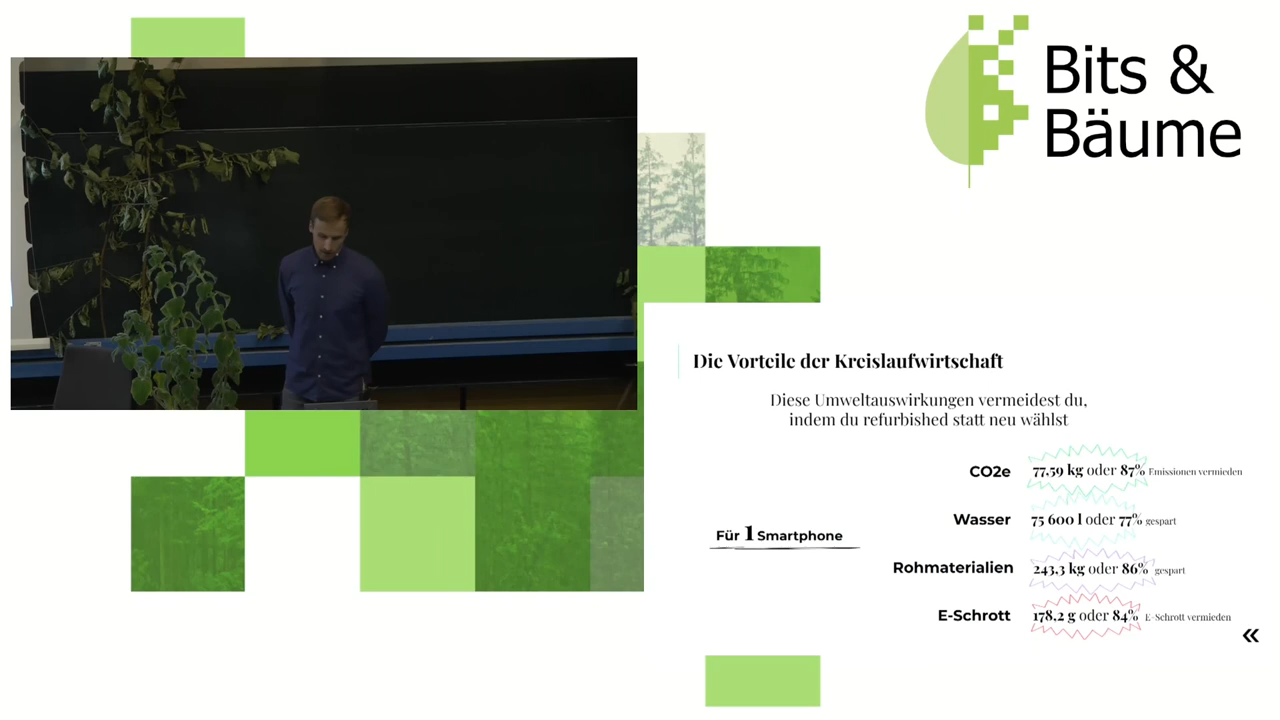 Bits &
Bäume
Die Vorteile der Kreislaufwirtschaft
Diese Umweltauswirkungen vermeidest du,
indem du refurbished statt neu wählst
Für 1 Smartphone
CO2e 77,59 kg oder 87% Emissionen vermieden
Wasser 75 600 l oder 77% gespart
Rohmaterialien 243,3 kg oder 86% gespart
E-Schrott 178,2 g oder 84% E-Schrott vermieden
«